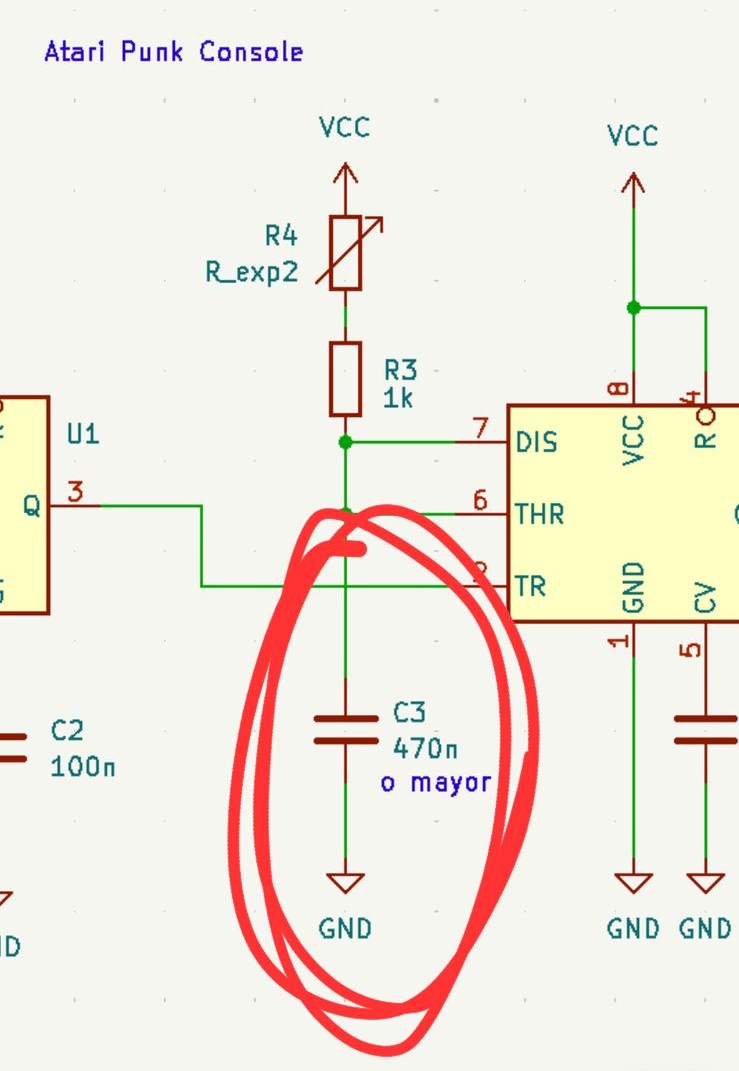 Atari Punk Console
VCC
VCC
R4
R_exp2
R3
1k
8
4
U1
7
DIS
VCC
R
Q
3
6
THR
2
TR
GND
CV
1
5
C2
100n
C3
470n
o mayor
GND
GND
GND